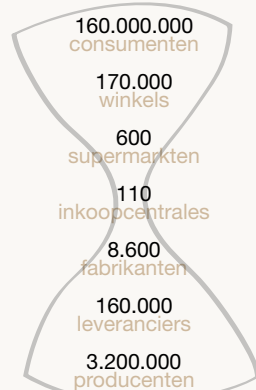 160.000.000
consumenten
170.000
winkels
600
supermarkten
110
inkoopcentrales
8.600
fabrikanten
160.000
leveranciers
3.200.000
producenten